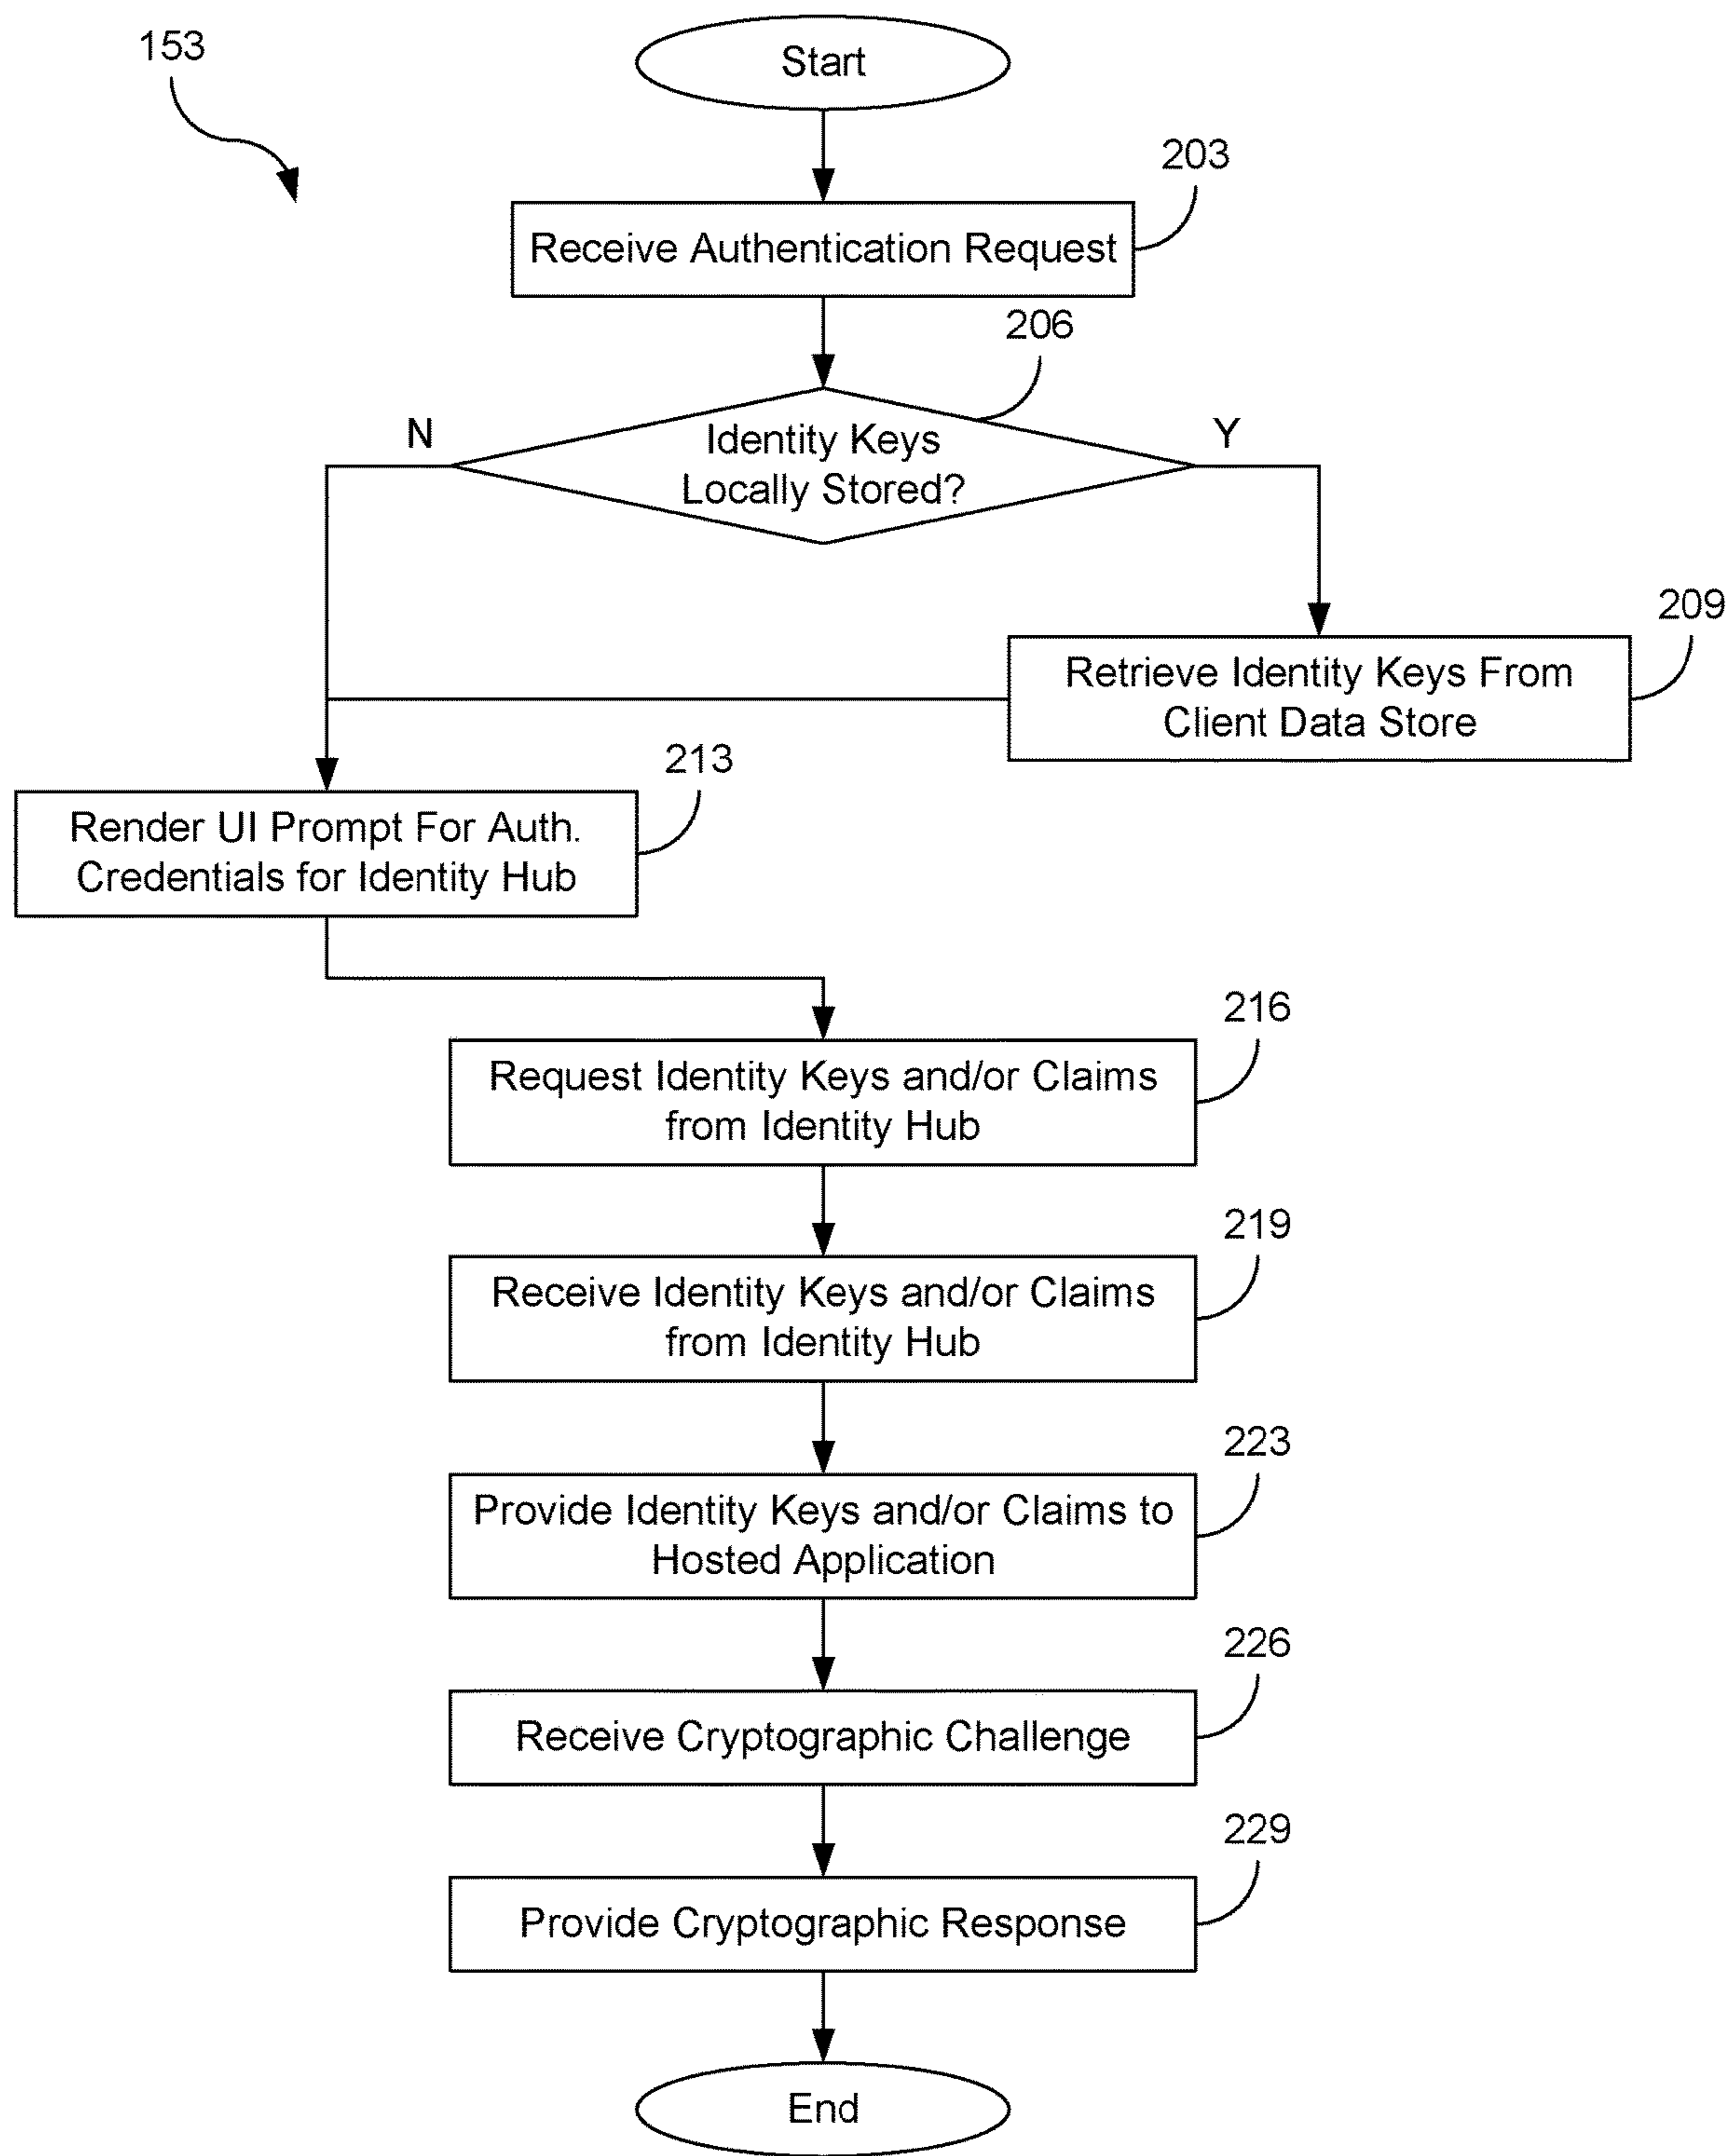 153
Start
203
Receive Authentication Request
206
N
Y
Identity Keys
Locally Stored?
209
Retrieve Identity Keys From
Client Data Store
213
Render UI Prompt For Auth.
Credentials for Identity Hub
216
Request Identity Keys and/or Claims
from Identity Hub
219
Receive Identity Keys and/or Claims
from Identity Hub
223
Provide Identity Keys and/or Claims to
Hosted Application
226
Receive Cryptographic Challenge
229
Provide Cryptographic Response
End